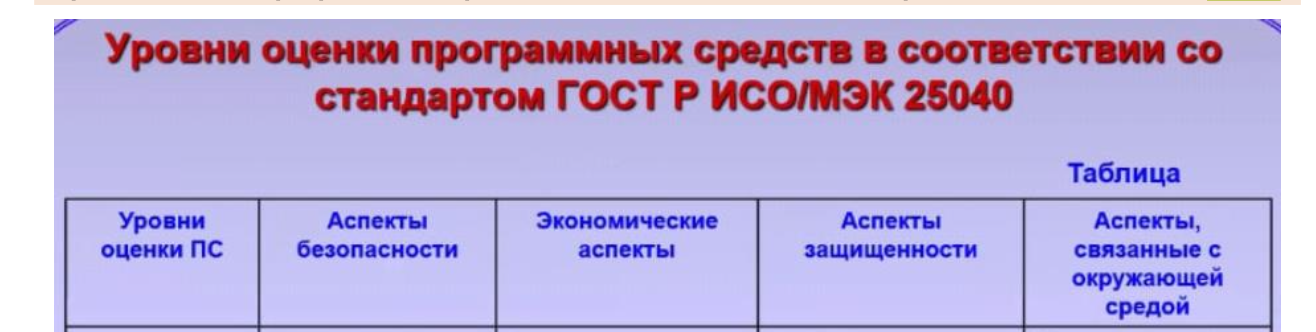 Уровни оценки программных средств в соответствии со
стандартом ГОСТ Р ИСО/МЭК 25040
Таблица
Уровни
оценки ПС
Аспекты
безопасности
Экономические
аспекты
Аспекты
защищенности
Аспекты,
связанные с
окружающей
средой